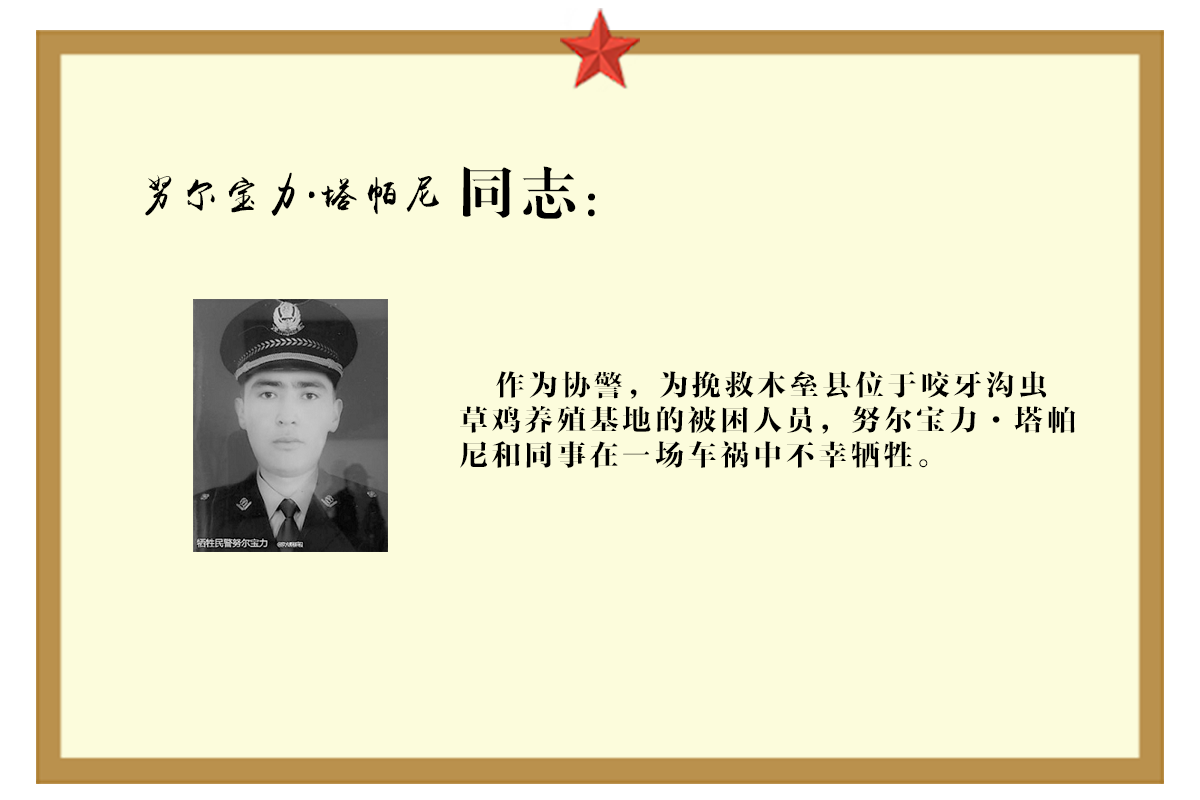 努尔宝力·塔帕尼 同志：
作为协警，为挽救木垒县位于咬牙沟虫
草鸡养殖基地的被困人员，努尔宝力·塔帕
尼和同事在一场车祸中不幸牺牲。
牺牲民警努尔宝力